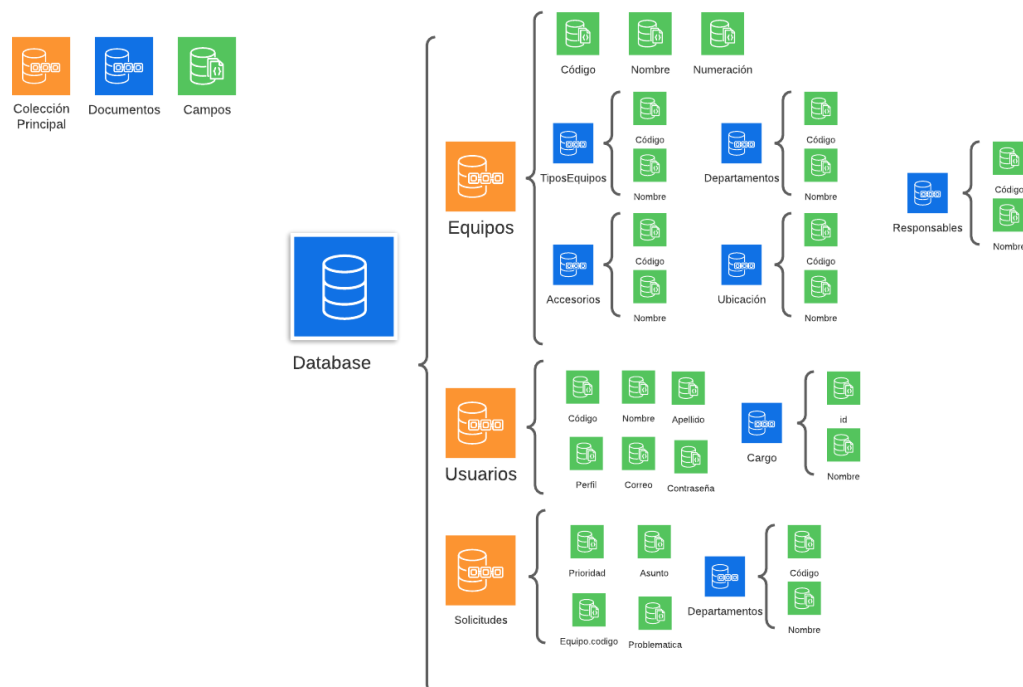 Colección
Principal
Documentos
Campos
Database
Equipos
Código
Nombre
Numeración
TiposEquipos
Código
Nombre
Departamentos
Código
Nombre
Accesorios
Código
Nombre
Ubicación
Código
Nombre
Responsables
Código
Nombre
Usuarios
Código
Nombre
Apellido
Perfil
Correo
Contraseña
Cargo
id
Nombre
Solicitudes
Prioridad
Asunto
Equipo.codigo
Problematica
Departamentos
Código
Nombre